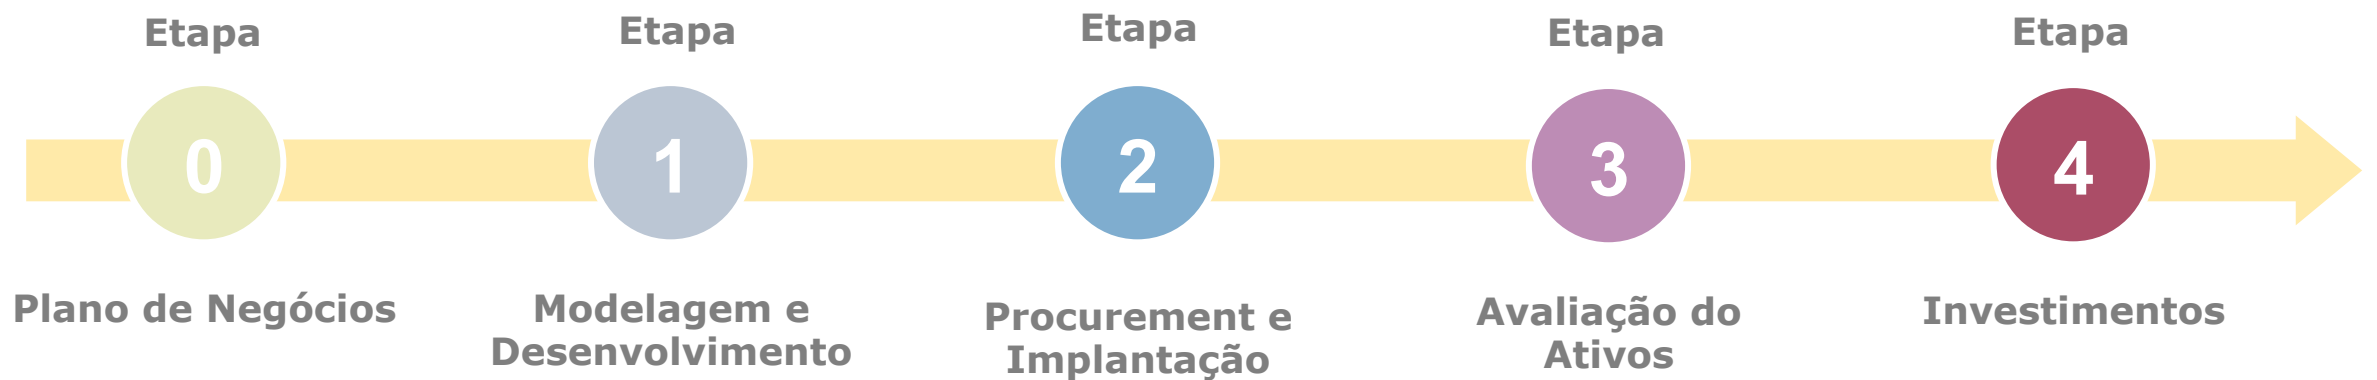 Etapa
0
Plano de Negócios
Etapa
1
Modelagem e
Desenvolvimento
Etapa
2
Procurement e
Implantação
Etapa
3
Avaliação do
Ativos
Etapa
4
Investimentos